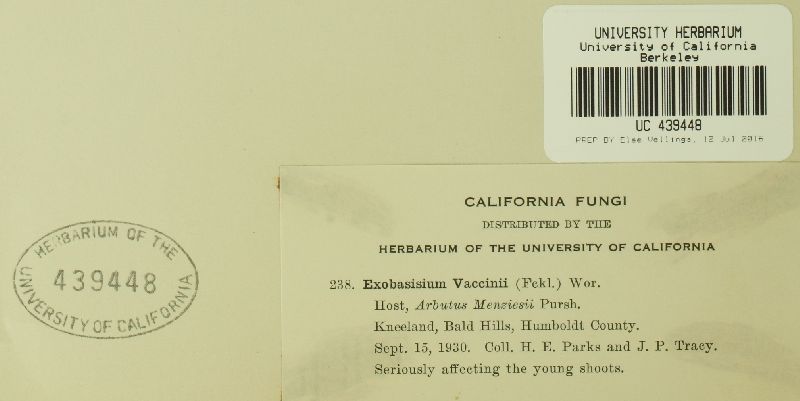 UNIVERSITY HERBARIUM
University of California
Berkeley
UC 439448
PREP BY Else Vellinga, 12 Jul 2016
CALIFORNIA FUNGI
DISTRIBUTED BY THE
HERBARIUM OF THE UNIVERSITY OF CALIFORNIA
238. Exobasisium Vaccinii (Fckl.) Wor.
Host, Arbutus Menziesii Pursh.
Kneeland, Bald Hills, Humboldt County.
Sept. 15, 1930. Coll. H. E. Parks and J. P. Tracy.
Seriously affecting the young shoots.
HERBARIUM OF THE
439448
UNIVERSITY OF CALIFORNIA